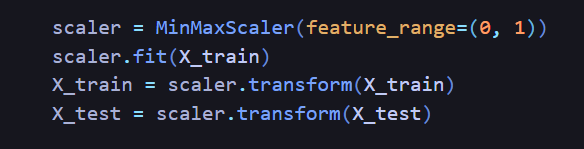 scaler = MinMaxScaler(feature_range=(0, 1))
scaler.fit(X_train)
X_train = scaler.transform(X_train)
X_test = scaler.transform(X_test)